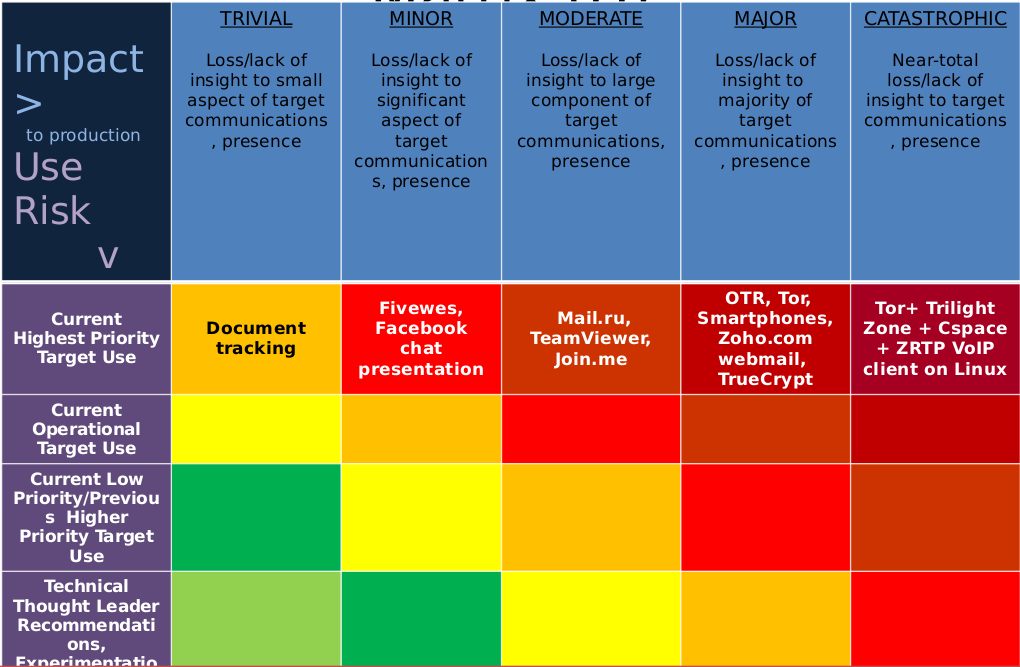 Impact
>
to production
Use
Risk
v
TRIVIAL
Loss/lack of
insight to small
aspect of target
communications
, presence
MINOR
Loss/lack of
insight to
significant
aspect of
target
communication
s, presence
MODERATE
Loss/lack of
insight to large
component of
target
communications,
presence
MAJOR
Loss/lack of
insight to
majority of
target
communications
, presence
CATASTROPHIC
Near-total
loss/lack of
insight to target
communications
, presence
Current
Highest Priority
Target Use
Document
tracking
Fivewes,
Facebook
chat
presentation
Mail.ru,
TeamViewer,
Join.me
OTR, Tor,
Smartphones,
Zoho.com
webmail,
TrueCrypt
Tor+ Trilight
Zone + Cspace
+ ZRTP VoIP
client on Linux
Current
Operational
Target Use
Current Low
Priority/Previou
s Higher
Priority Target
Use
Technical
Thought Leader
Recommendati
ons,
Experimentatio